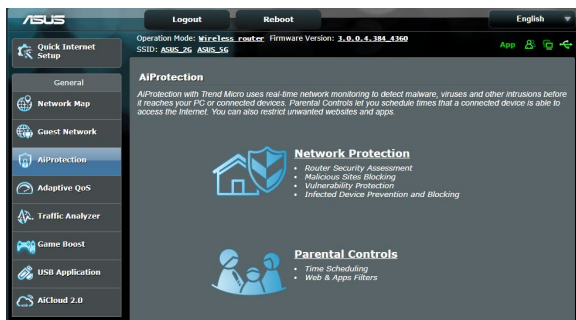 ASUS
Logout
Reboot
English
Quick Internet
Setup
Operation Mode: Wireless router Firmware Version: 3.0.0.4.384_4360
SSID: ASUS_2G ASUS_5G
App
General
Network Map
Guest Network
AiProtection
Adaptive QoS
Traffic Analyzer
Game Boost
USB Application
AiCloud 2.0
AiProtection
AiProtection with Trend Micro uses real-time network monitoring to detect malware, viruses and other intrusions before
it reaches your PC or connected devices. Parental Controls let you schedule times that a connected device is able to
access the Internet. You can also restrict unwanted websites and apps.
Network Protection
• Router Security Assessment
• Malicious Sites Blocking
• Vulnerability Protection
• Infected Device Prevention and Blocking
Parental Controls
• Time Scheduling
• Web & Apps Filters